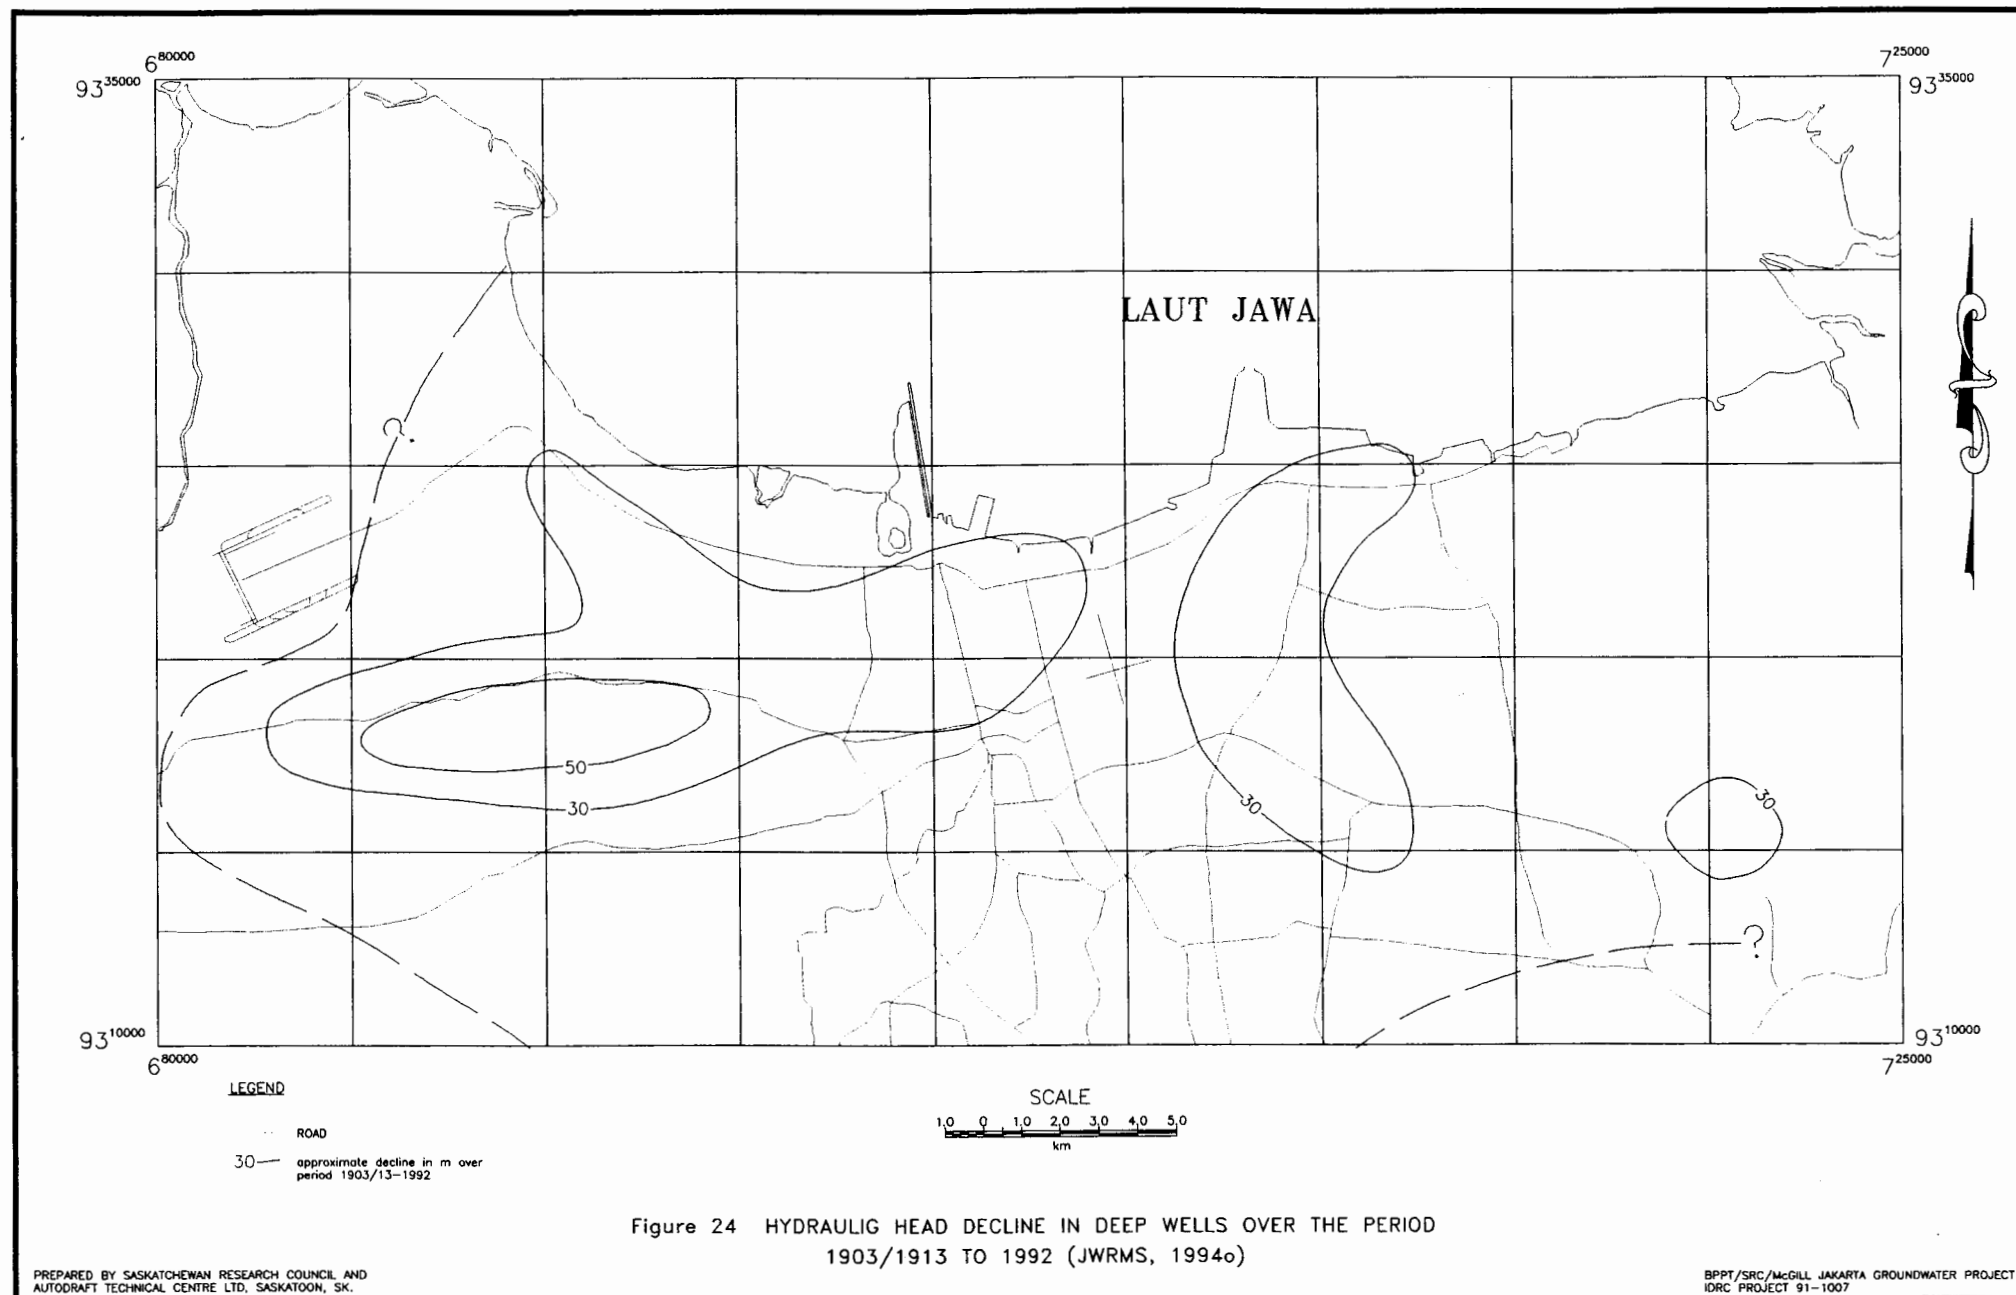 680000
725000
9335000
9335000
LAUT JAWA
?
50
30
30
30
?
9310000
9310000
680000
725000
LEGEND
ROAD
30 approximate decline in m over
period 1903/13-1992
SCALE
1.0 0 1.0 2.0 3.0 4.0 5.0
km
Figure 24 HYDRAULIG HEAD DECLINE IN DEEP WELLS OVER THE PERIOD
1903/1913 TO 1992 (JWRMS, 1994o)
PREPARED BY SASKATCHEWAN RESEARCH COUNCIL AND
AUTODRAFT TECHNICAL CENTRE LTD, SASKATOON, SK.
BPPT/SRC/McGILL JAKARTA GROUNDWATER PROJECT
IDRC PROJECT 91-1007